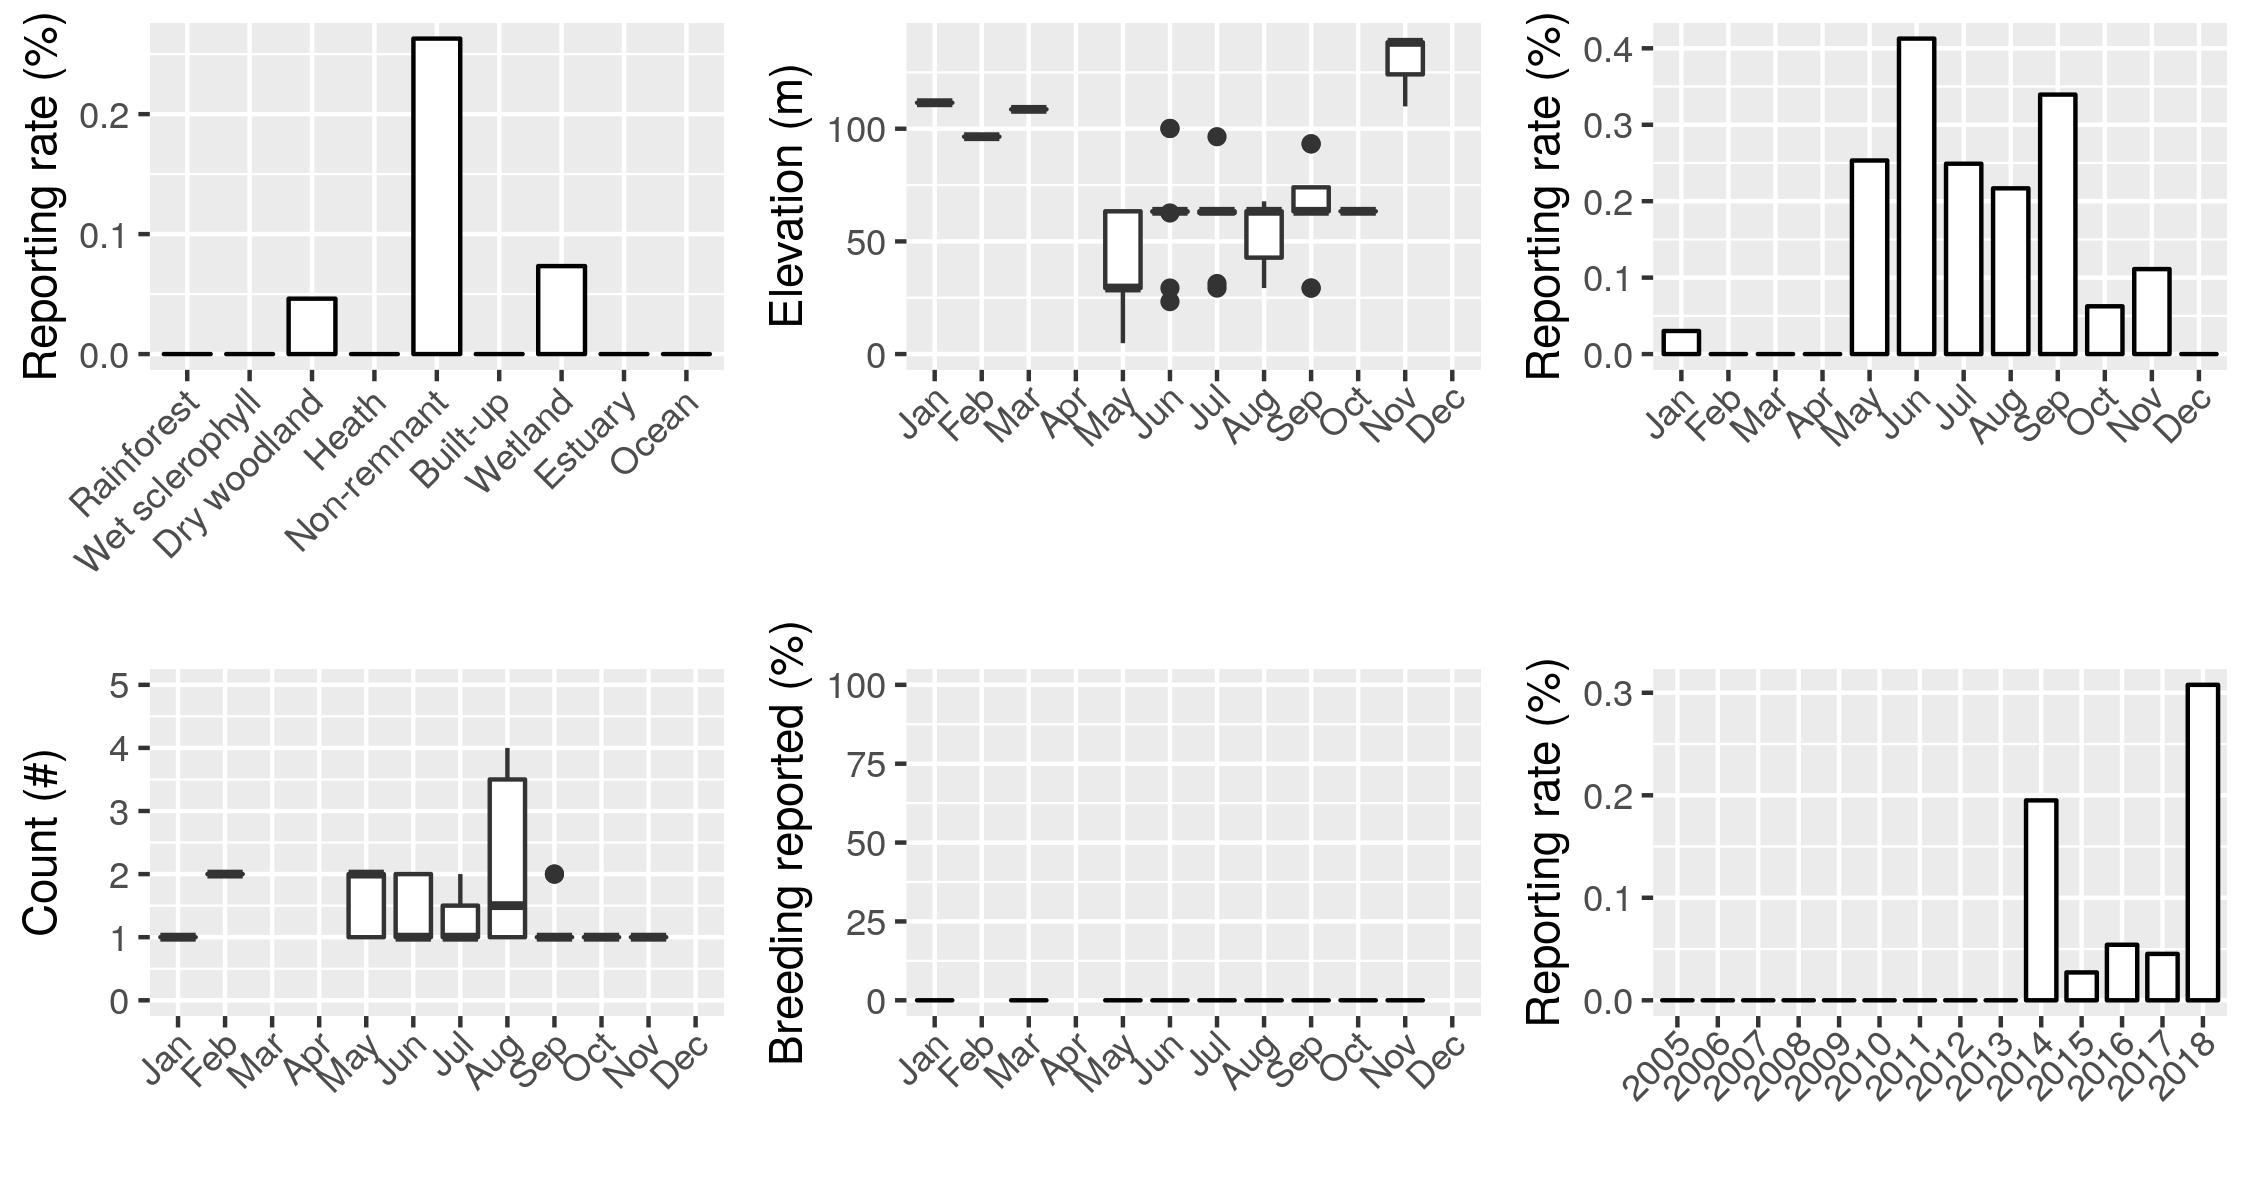 Reporting rate (%)
0.2
0.1
0.0
Rainforest
Wet sclerophyll
Dry woodland
Heath
Non-remnant
Built-up
Wetland
Estuary
Ocean
Elevation (m)
100
50
0
Jan
Feb
Mar
Apr
May
Jun
Jul
Aug
Sep
Oct
Nov
Dec
Reporting rate (%)
0.4
0.3
0.2
0.1
0.0
Jan
Feb
Mar
Apr
May
Jun
Jul
Aug
Sep
Oct
Nov
Dec
Count (#)
5
4
3
2
1
0
Jan
Feb
Mar
Apr
May
Jun
Jul
Aug
Sep
Oct
Nov
Dec
Breeding reported (%)
100
75
50
25
0
Jan
Feb
Mar
Apr
May
Jun
Jul
Aug
Sep
Oct
Nov
Dec
Reporting rate (%)
0.3
0.2
0.1
0.0
2005
2006
2007
2008
2009
2010
2011
2012
2013
2014
2015
2016
2017
2018